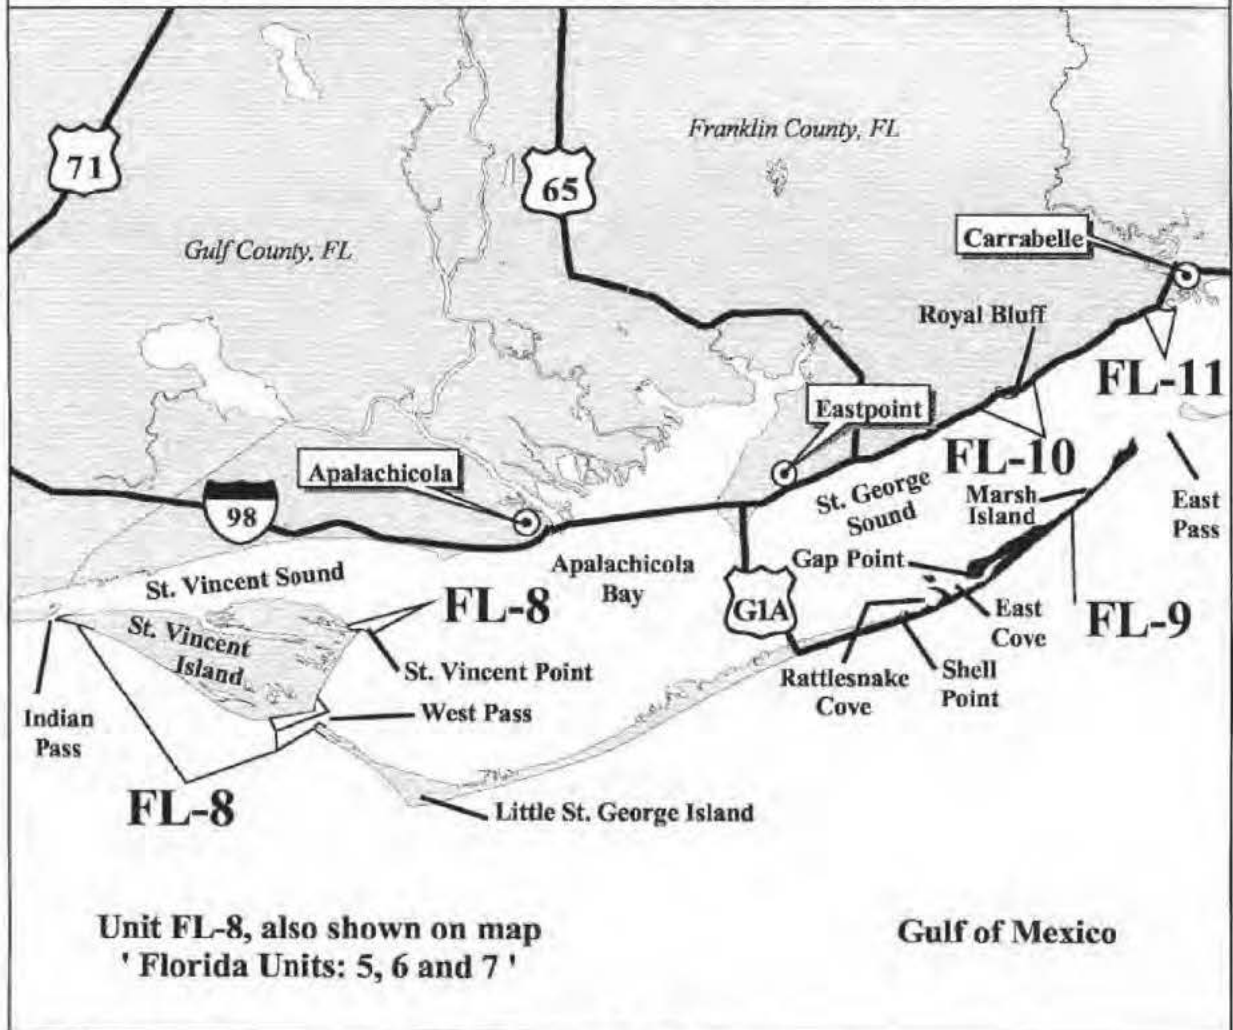 Franklin County, FL
71
65
Carrabelle
Gulf County, FL
Royal Bluff
FL-11
Eastpoint
FL-10
Apalachicola
St. George
Sound
Marsh
Island
East
Pass
98
Gap Point
Apalachicola
Bay
St. Vincent Sound
FL-8
G1A
East
Cove
FL-9
St. Vincent
Island
St. Vincent Point
Rattlesnake
Cove
Shell
Point
Indian
Pass
West Pass
FL-8
Little St. George Island
Unit FL-8, also shown on map
' Florida Units: 5, 6 and 7 '
Gulf of Mexico